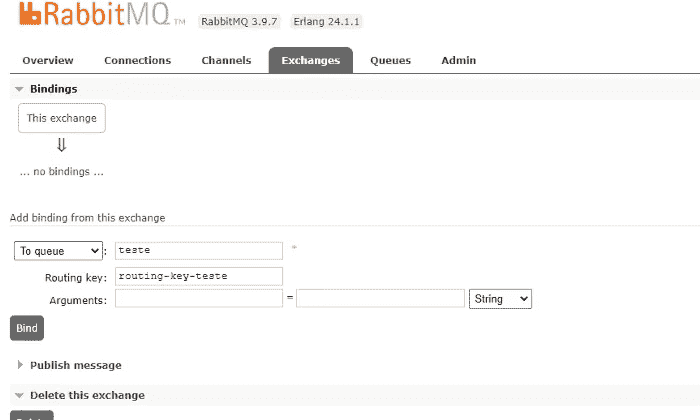 RabbitMQ TM RabbitMQ 3.9.7 Erlang 24.1.1
Overview Connections Channels Exchanges Queues Admin
Bindings
This exchange
⇓
... no bindings ...
Add binding from this exchange
To queue : teste *
Routing key: routing-key-teste
Arguments: = String
Bind
Publish message
Delete this exchange